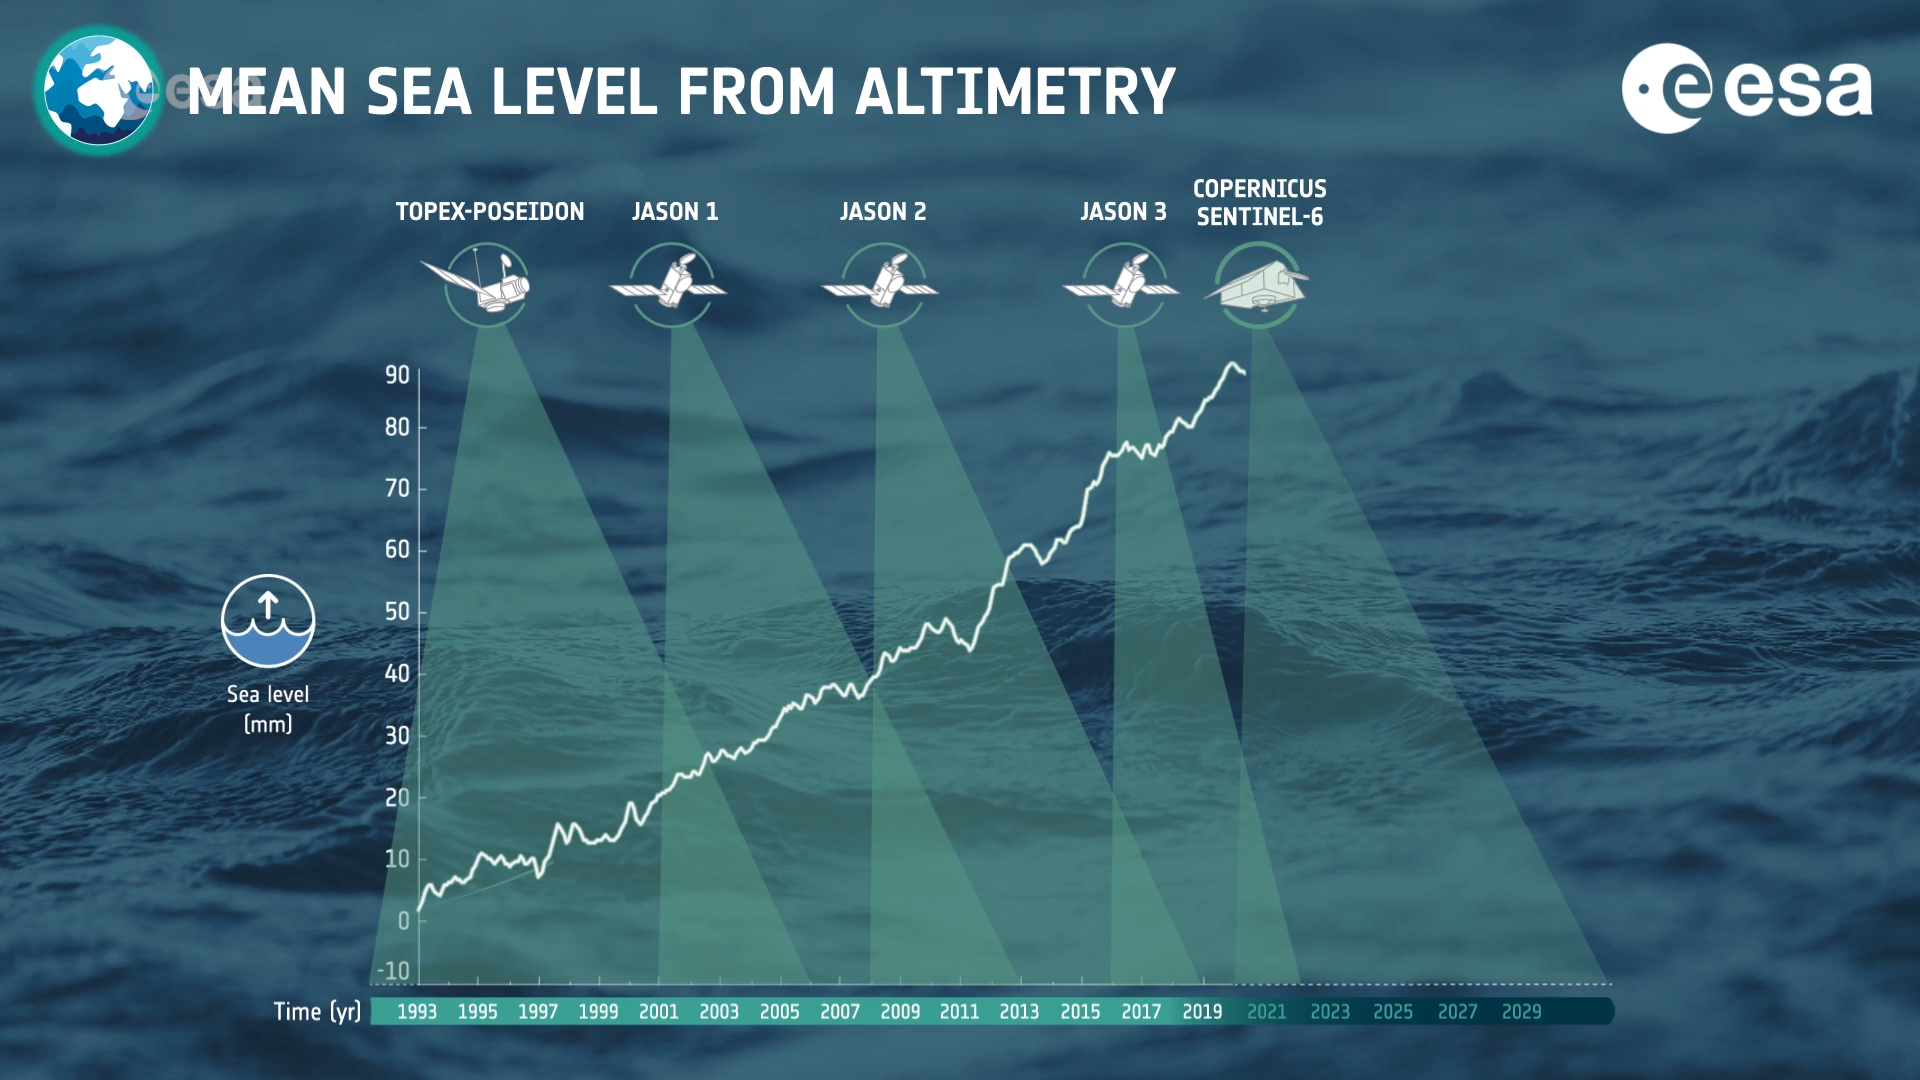 esa
MEAN SEA LEVEL FROM ALTIMETRY
esa
COPERNICUS
SENTINEL-6
TOPEX-POSEIDON
JASON 1
JASON 2
JASON 3
90
80
70
60
50
40
30
20
10
0
-10
Sea level
(mm)
Time (yr)
1993 1995 1997 1999 2001 2003 2005 2007 2009 2011 2013 2015 2017 2019 2021 2023 2025 2027 2029